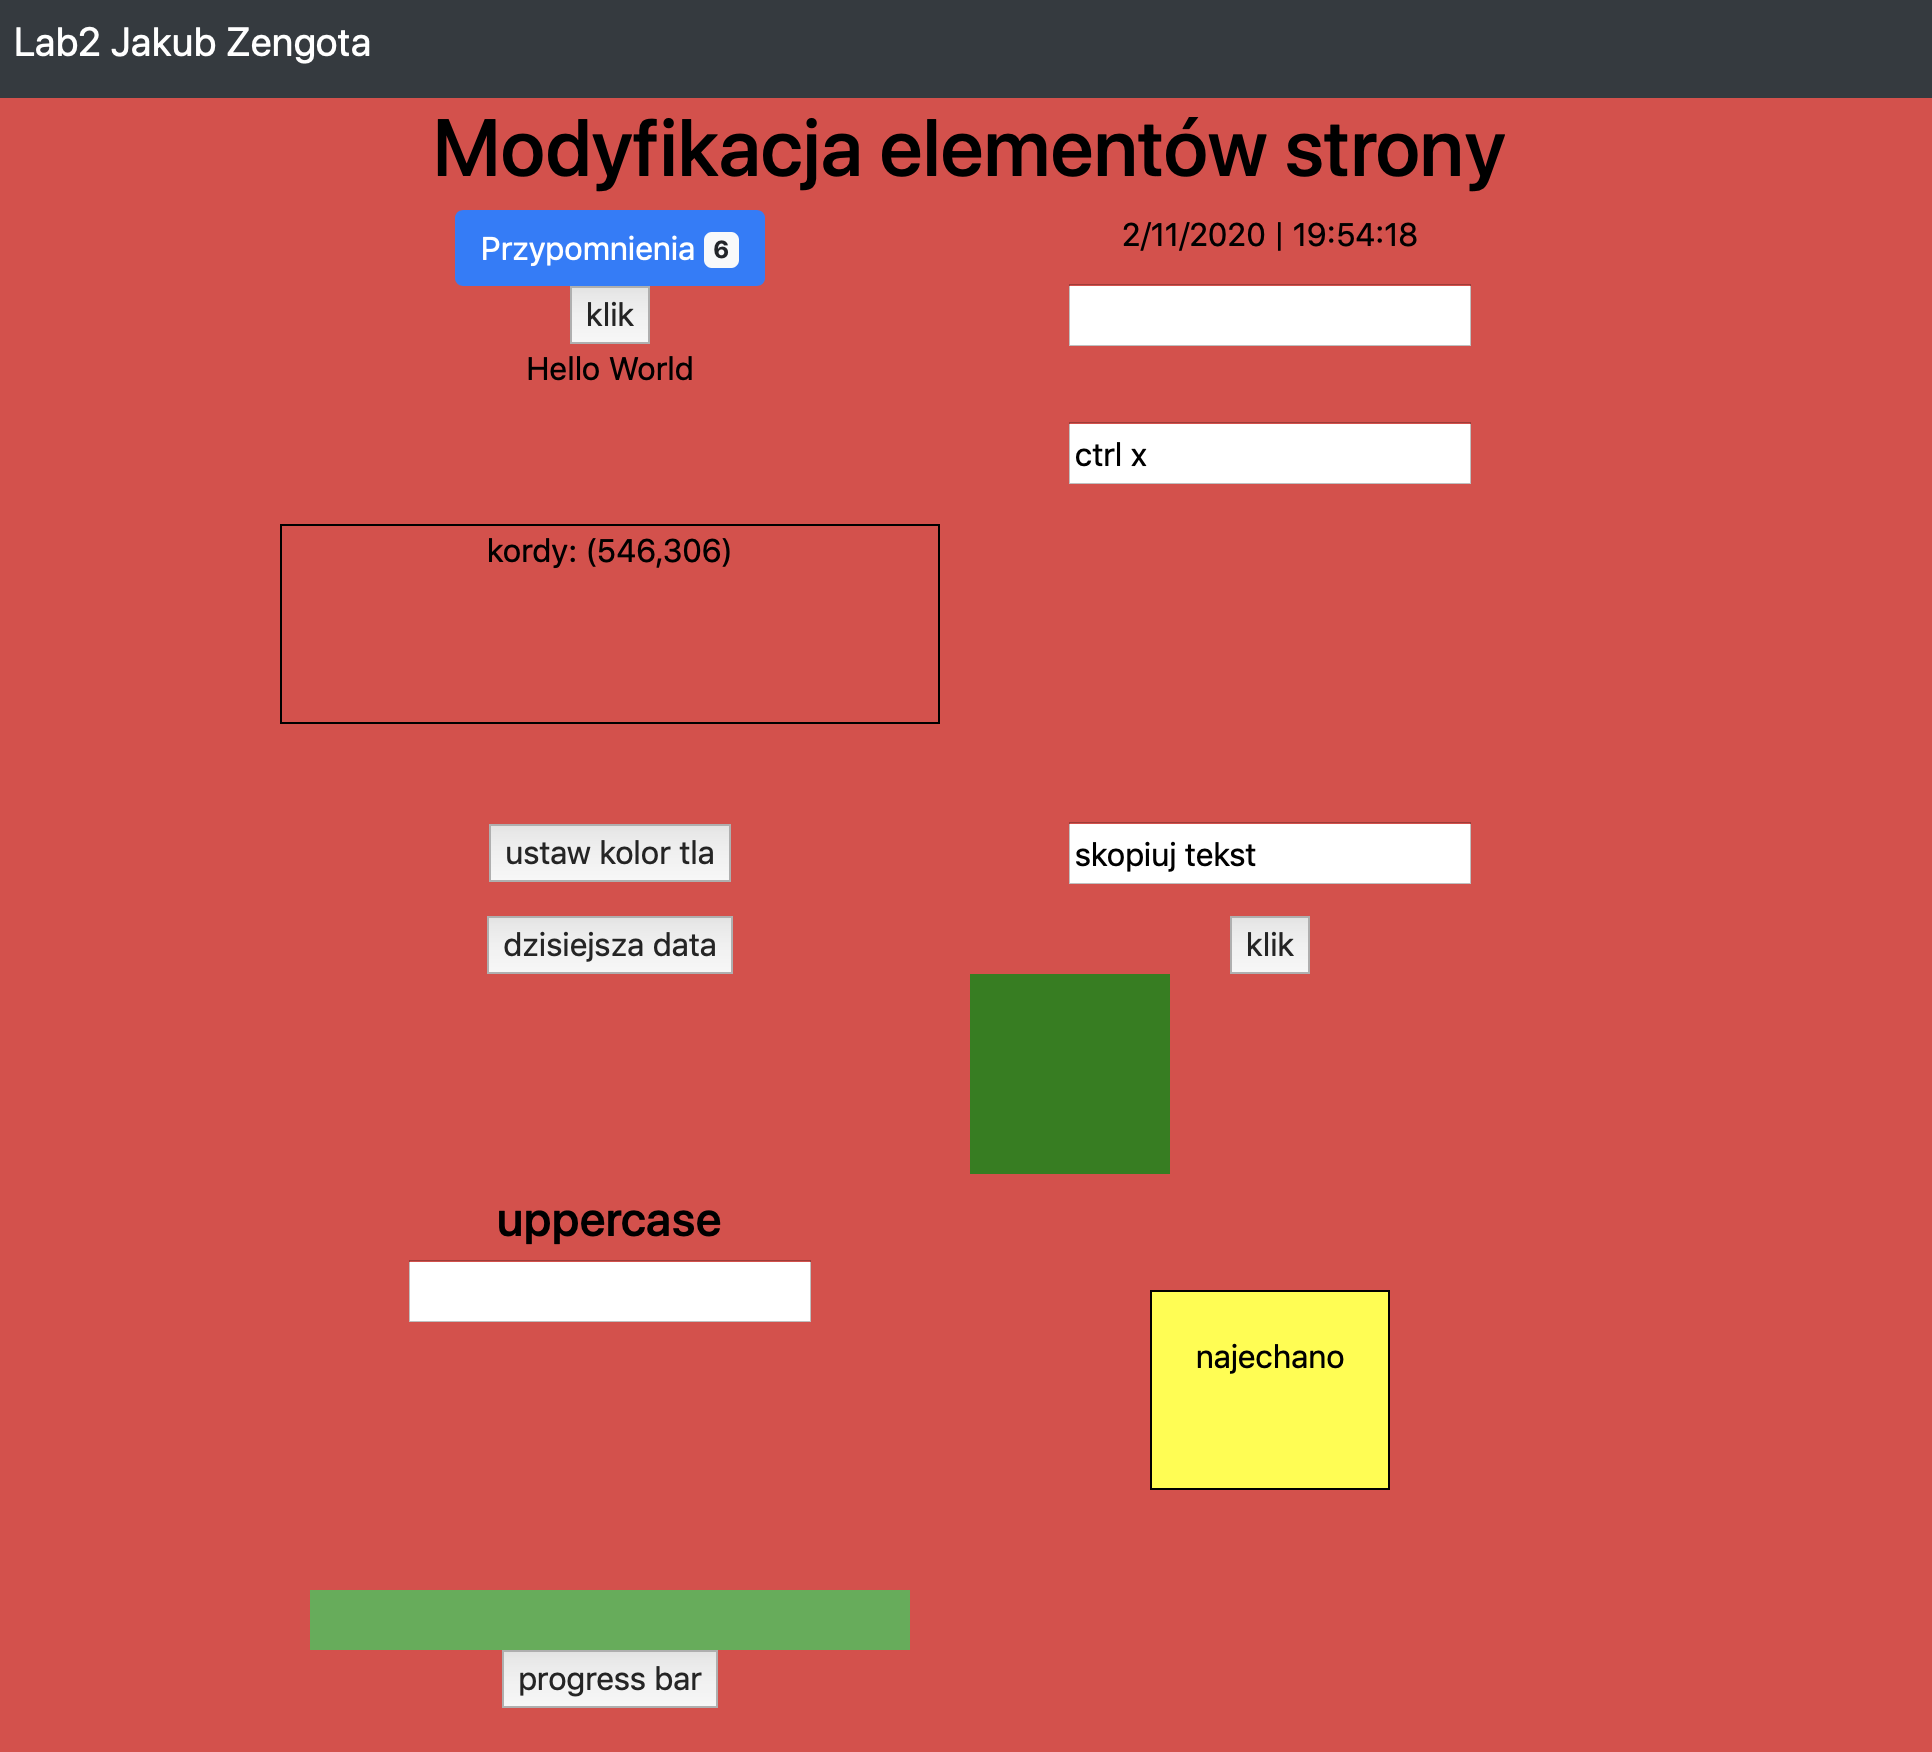 Lab2 Jakub Zengota
Modyfikacja elementów strony
Przypomnienia 6
2/11/2020 | 19:54:18
klik
Hello World
ctrl x
kordy: (546,306)
ustaw kolor tla
skopiuj tekst
dzisiejsza data
klik
uppercase
najechano
progress bar